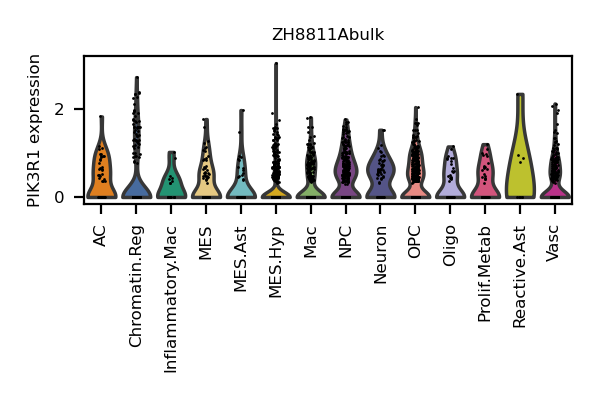 ZH8811Abulk
PIK3R1 expression
2
0
AC
Chromatin.Reg
Inflammatory.Mac
MES
MES.Ast
MES.Hyp
Mac
NPC
Neuron
OPC
Oligo
Prolif.Metab
Reactive.Ast
Vasc